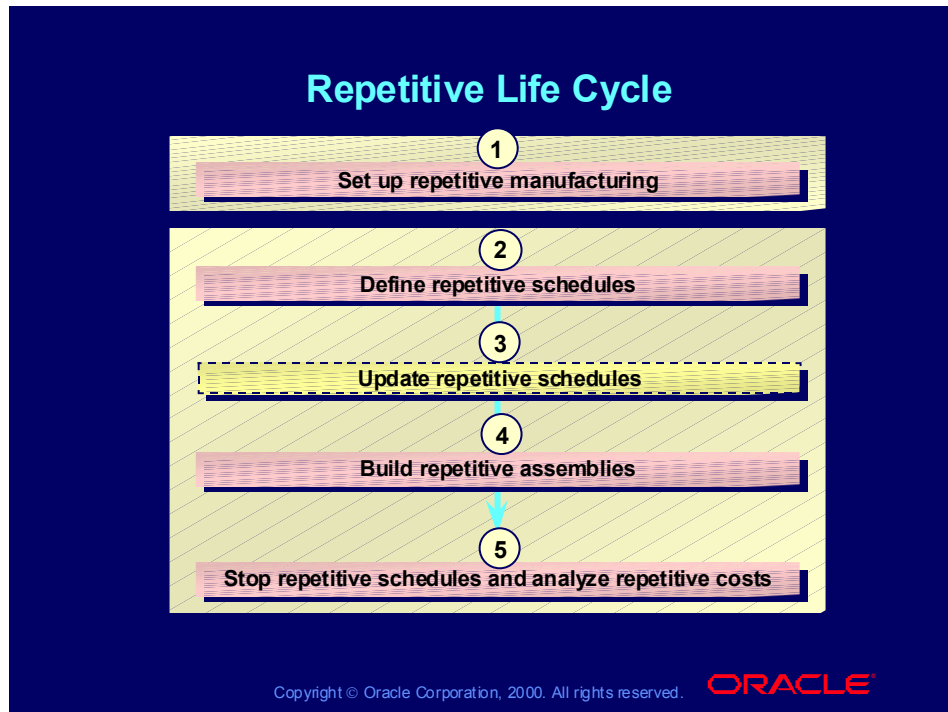 Repetitive Life Cycle
1
Set up repetitive manufacturing
2
Define repetitive schedules
3
Update repetitive schedules
4
Build repetitive assemblies
5
Stop repetitive schedules and analyze repetitive costs
Copyright © Oracle Corporation, 2000. All rights reserved.
ORACLE®